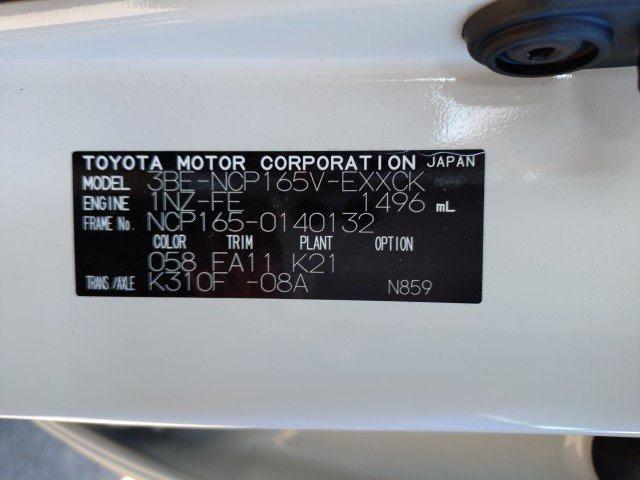 TOYOTA MOTOR CORPORATION JAPAN
MODEL 3BE-NCP165V-EXXCK
ENGINE 1NZ-FE 1496 mL
FRAME No. NCP165-0140132
COLOR TRIM PLANT OPTION
058 FA11 K21
TRANS/AXLE K310F -08A N859